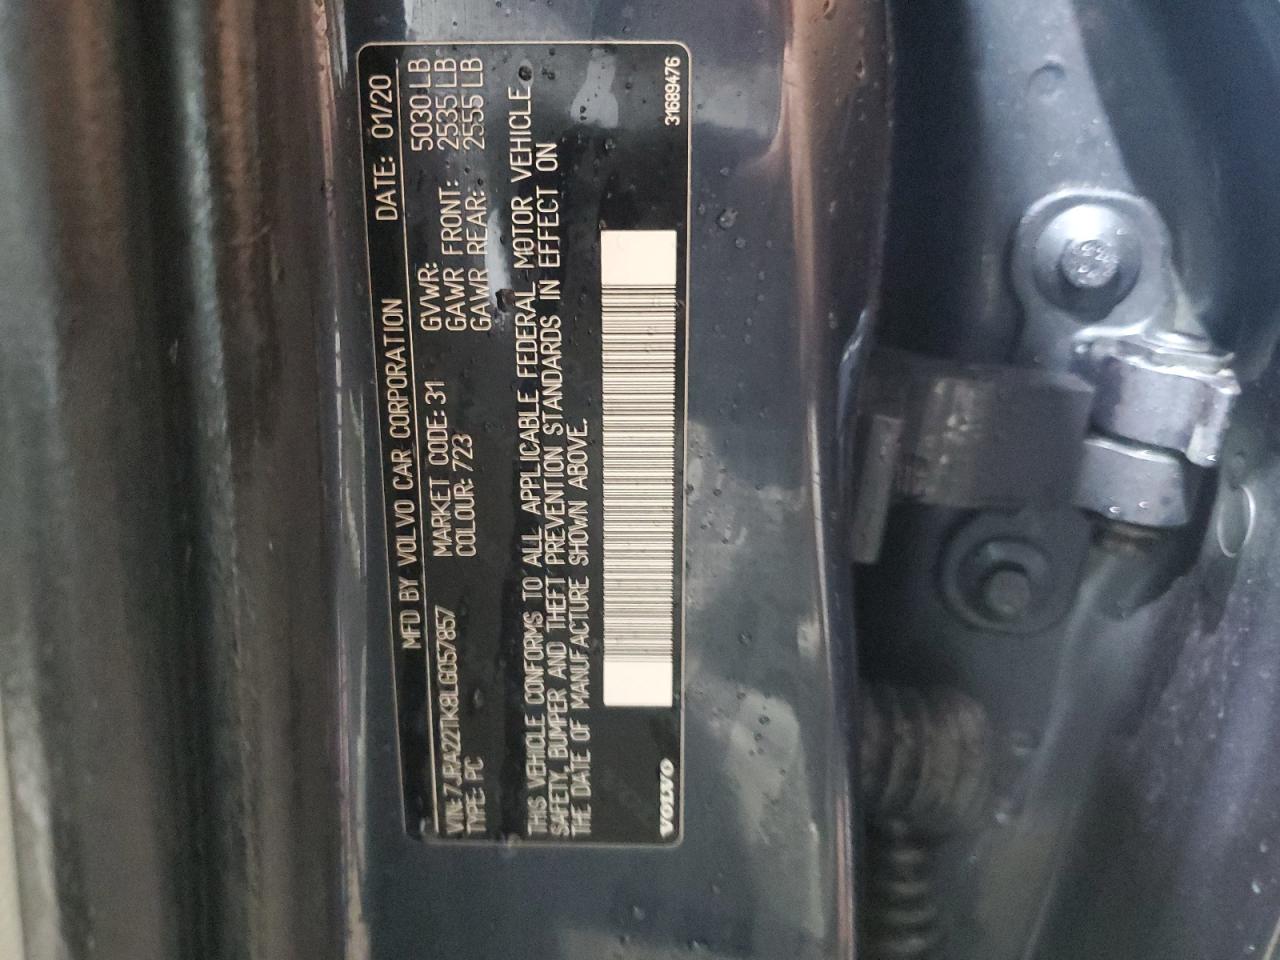 MFD BY VOLVO CAR CORPORATION DATE: 01/20
VIN: 7JRA22TK8LG057857 MARKET CODE: 31 GVWR: 5030 LB
TYPE: PC COLOUR: 723 GAWR FRONT: 2535 LB
GAWR REAR: 2555 LB
THIS VEHICLE CONFORMS TO ALL APPLICABLE FEDERAL MOTOR VEHICLE
SAFETY, BUMPER AND THEFT PREVENTION STANDARDS IN EFFECT ON
THE DATE OF MANUFACTURE SHOWN ABOVE.
VOLVO 31689476